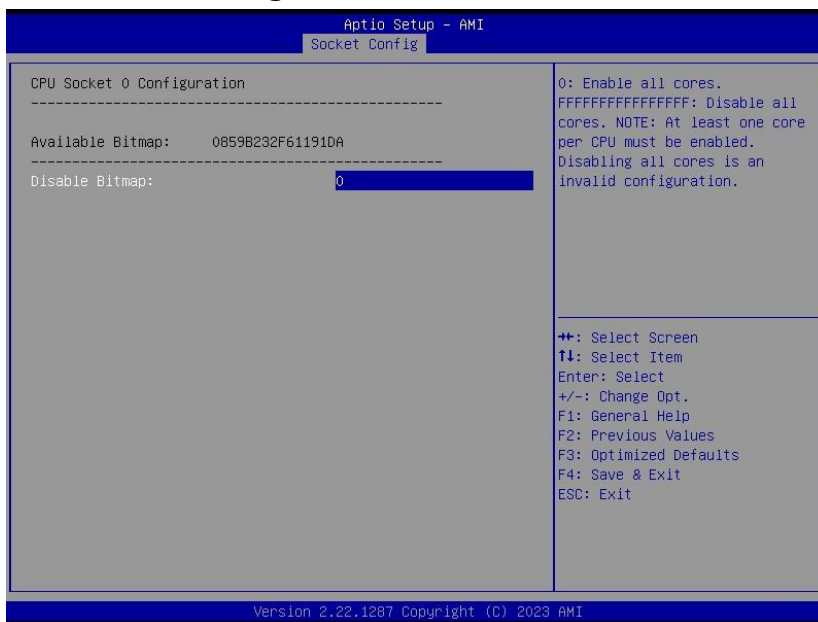 Aptio Setup - AMI
Socket Config
CPU Socket 0 Configuration
--------------------------------------------------
Available Bitmap: 0859B232F61191DA
--------------------------------------------------
Disable Bitmap: 0
0: Enable all cores.
FFFFFFFFFFFFFFFF: Disable all
cores. NOTE: At least one core
per CPU must be enabled.
Disabling all cores is an
invalid configuration.
→←: Select Screen
↑↓: Select Item
Enter: Select
+/-: Change Opt.
F1: General Help
F2: Previous Values
F3: Optimized Defaults
F4: Save & Exit
ESC: Exit
Version 2.22.1287 Copyright (C) 2023 AMI